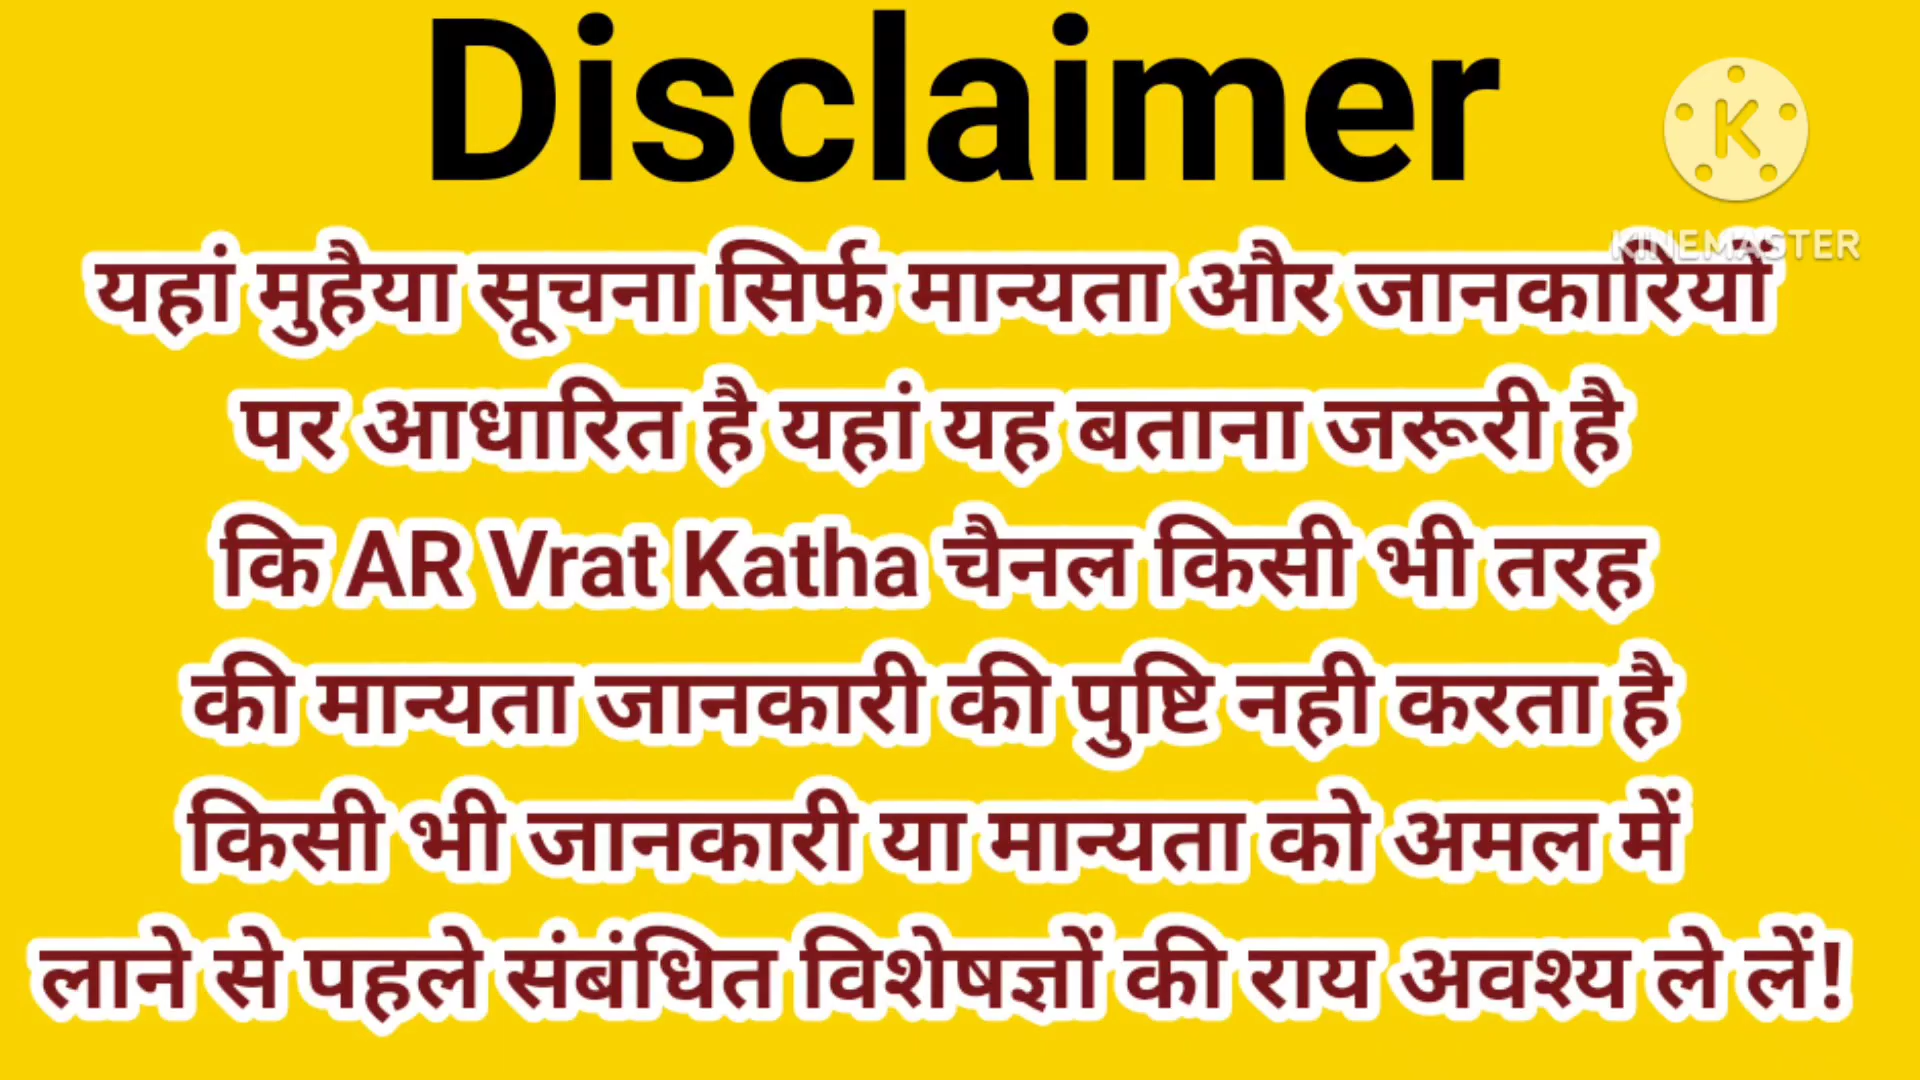 Disclaimer
K
KINEMASTER
यहां मुहैया सूचना सिर्फ मान्यता और जानकारियों
पर आधारित है यहां यह बताना जरूरी है
कि AR Vrat Katha चैनल किसी भी तरह
की मान्यता जानकारी की पुष्टि नही करता है
किसी भी जानकारी या मान्यता को अमल में
लाने से पहले संबंधित विशेषज्ञों की राय अवश्य ले लें!